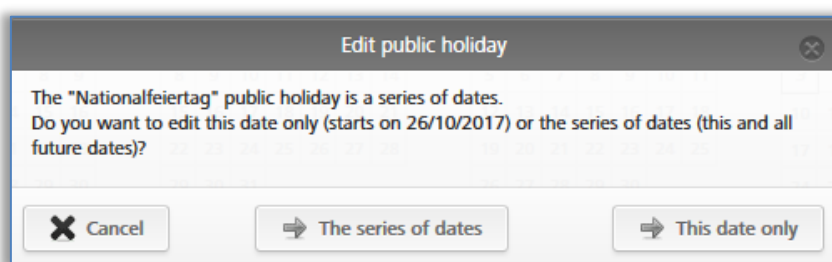 Edit public holiday
The "Nationalfeiertag" public holiday is a series of dates.
Do you want to edit this date only (starts on 26/10/2017) or the series of dates (this and all
future dates)?
Cancel The series of dates This date only